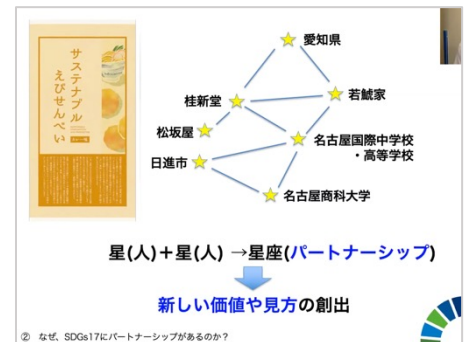 サステナブル
えびせんべい
愛知県
桂新堂
若鯱家
松坂屋
名古屋国際中学校
・高等学校
日進市
名古屋商科大学
星(人)＋星(人) →星座(パートナーシップ)
新しい価値や見方の創出
② なぜ、SDGs17にパートナーシップがあるのか？